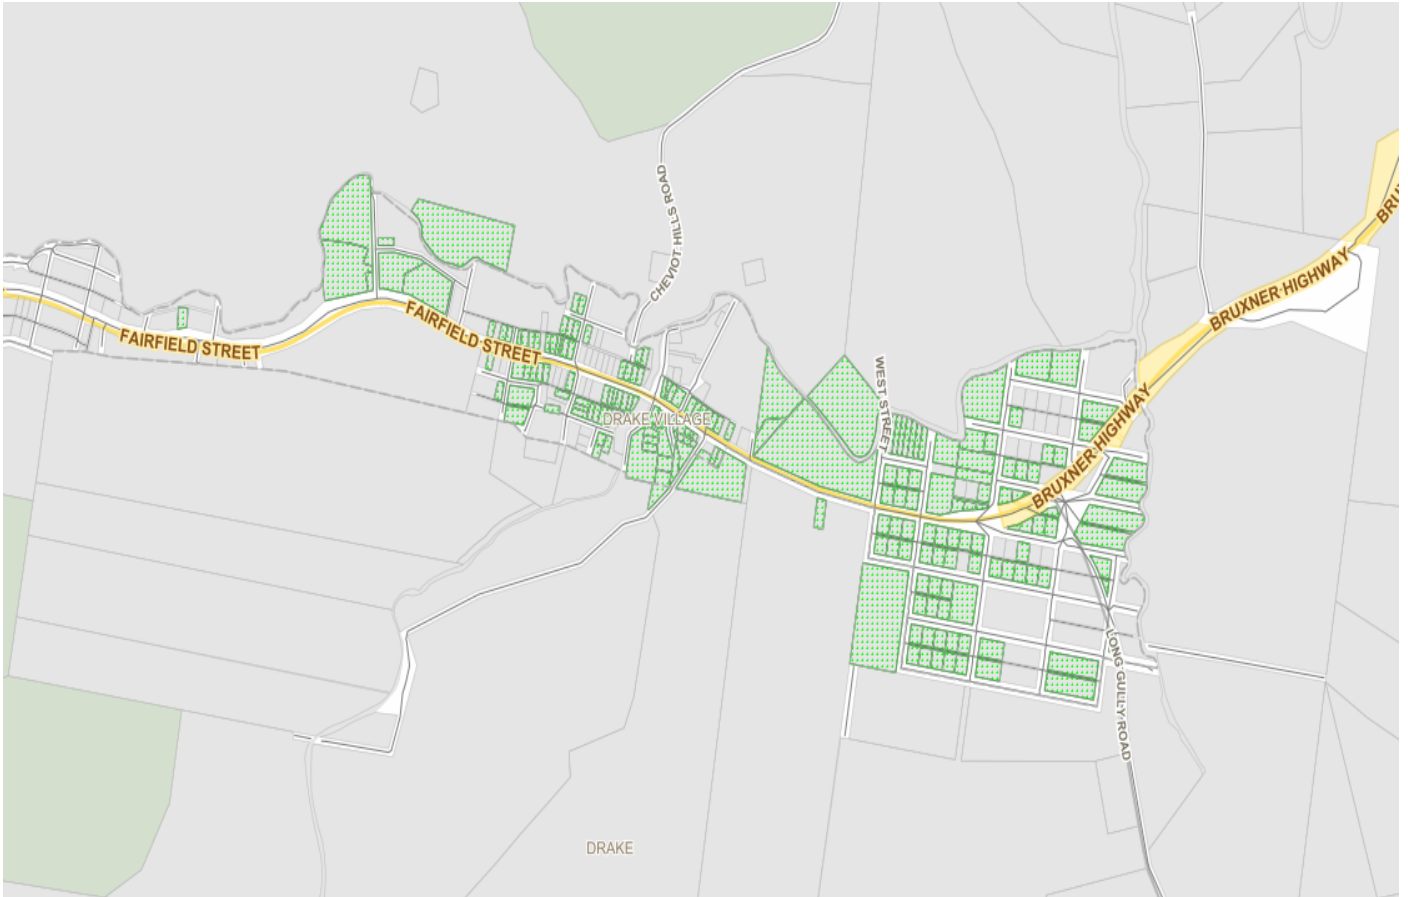 CHEVIOT HILLS ROAD
BRUXNER HIGHWAY
BRU
FAIRFIELD STREET
FAIRFIELD STREET
WEST STREET
DRAKE VILLAGE
BRUXNER HIGHWAY
LONG GULLY ROAD
DRAKE